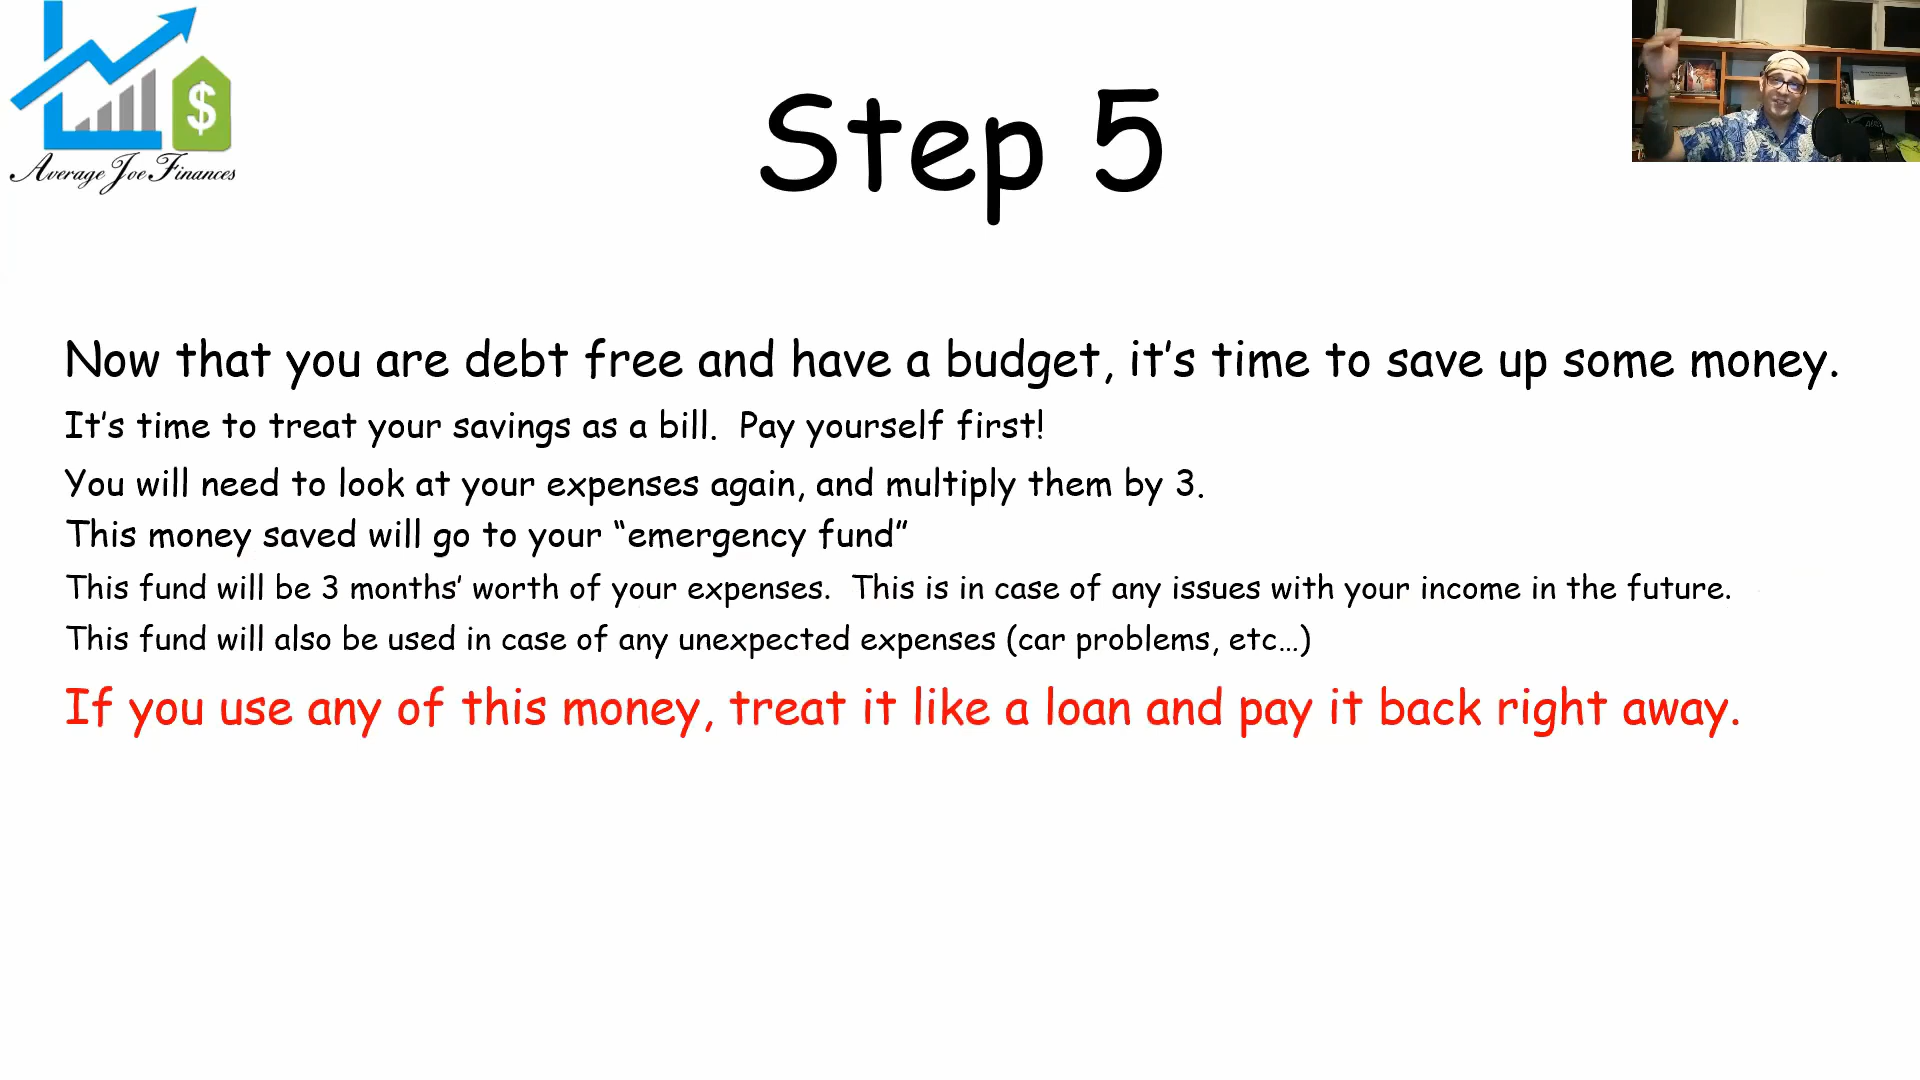 Average Joe Finances
$
Step 5
Now that you are debt free and have a budget, it’s time to save up some money.
It’s time to treat your savings as a bill.  Pay yourself first!
You will need to look at your expenses again, and multiply them by 3.
This money saved will go to your “emergency fund”
This fund will be 3 months’ worth of your expenses.  This is in case of any issues with your income in the future.
This fund will also be used in case of any unexpected expenses (car problems, etc…)
If you use any of this money, treat it like a loan and pay it back right away.